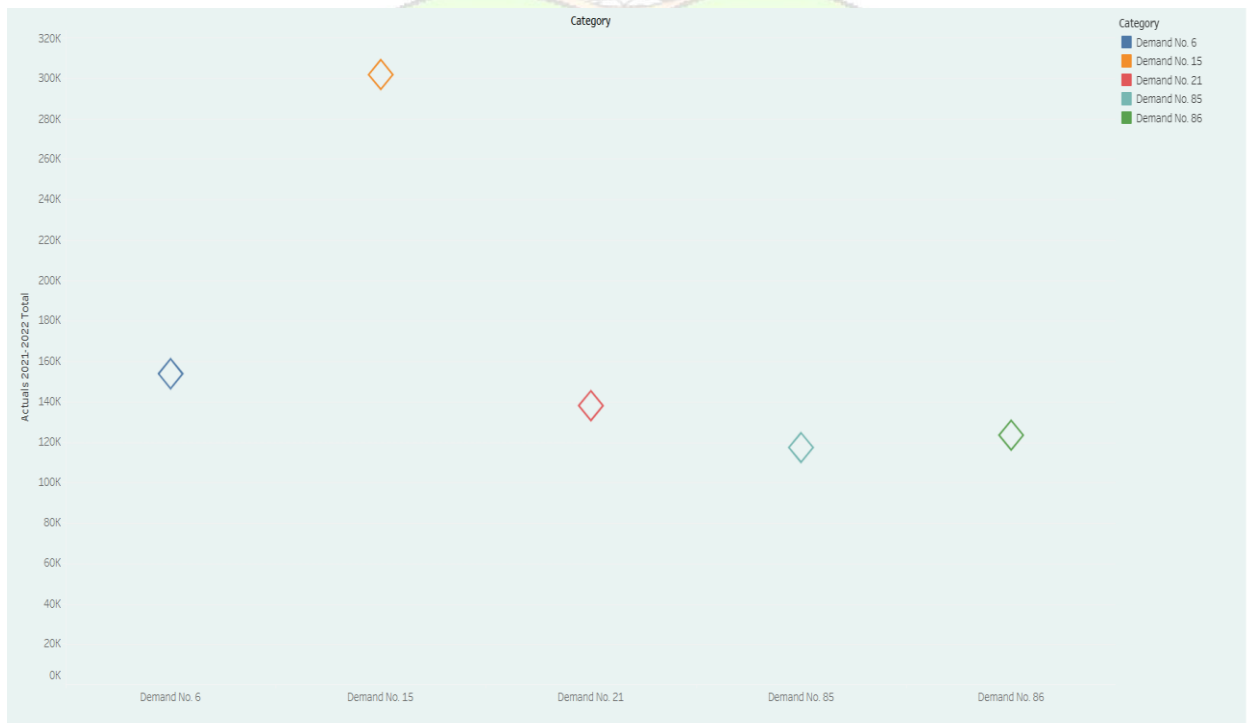 Category
Category
Demand No. 6
Demand No. 15
Demand No. 21
Demand No. 85
Demand No. 86
Actuals 2021-2022 Total
320K
300K
280K
260K
240K
220K
200K
180K
160K
140K
120K
100K
80K
60K
40K
20K
0K
Demand No. 6
Demand No. 15
Demand No. 21
Demand No. 85
Demand No. 86